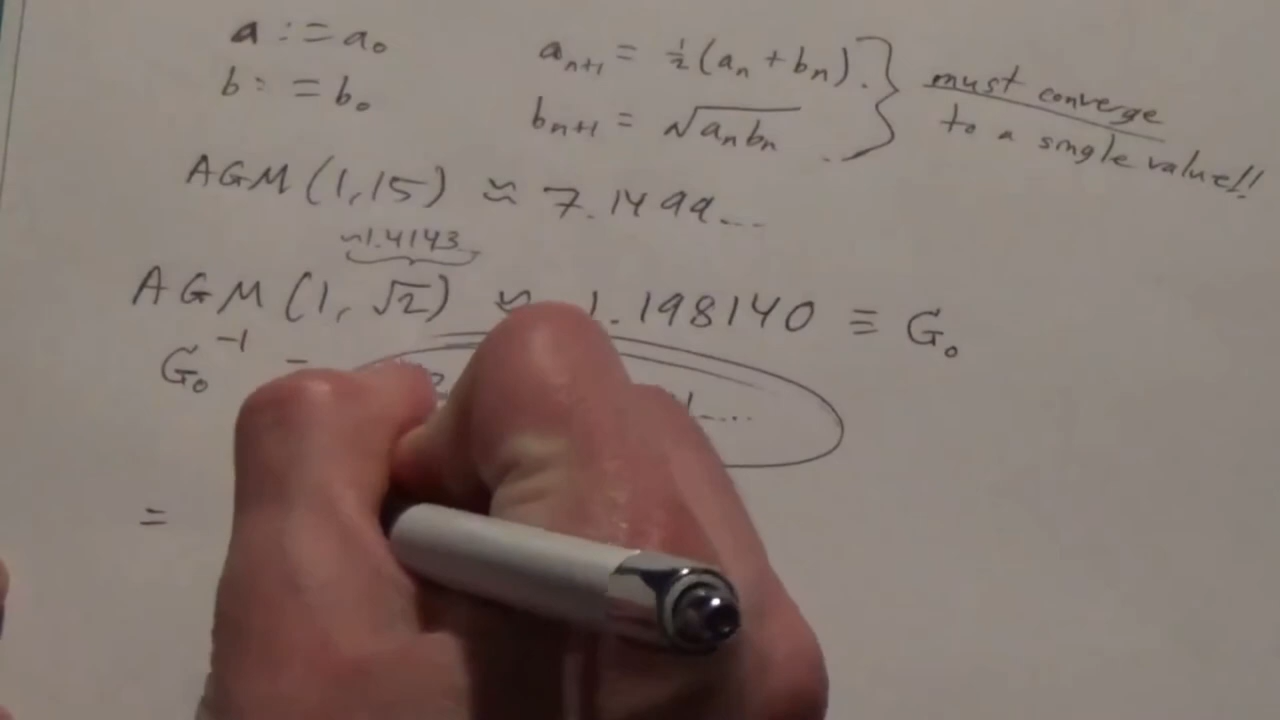 a := a₀
b := b₀
aₙ₊₁ = ½(aₙ + bₙ).
bₙ₊₁ = √aₙbₙ .
must converge
to a single value!!
AGM(1,15) ≈ 7.1499...
~1.4143
AGM(1,√2) ≈ 1.198140 ≡ G₀
G₀⁻¹ =
=